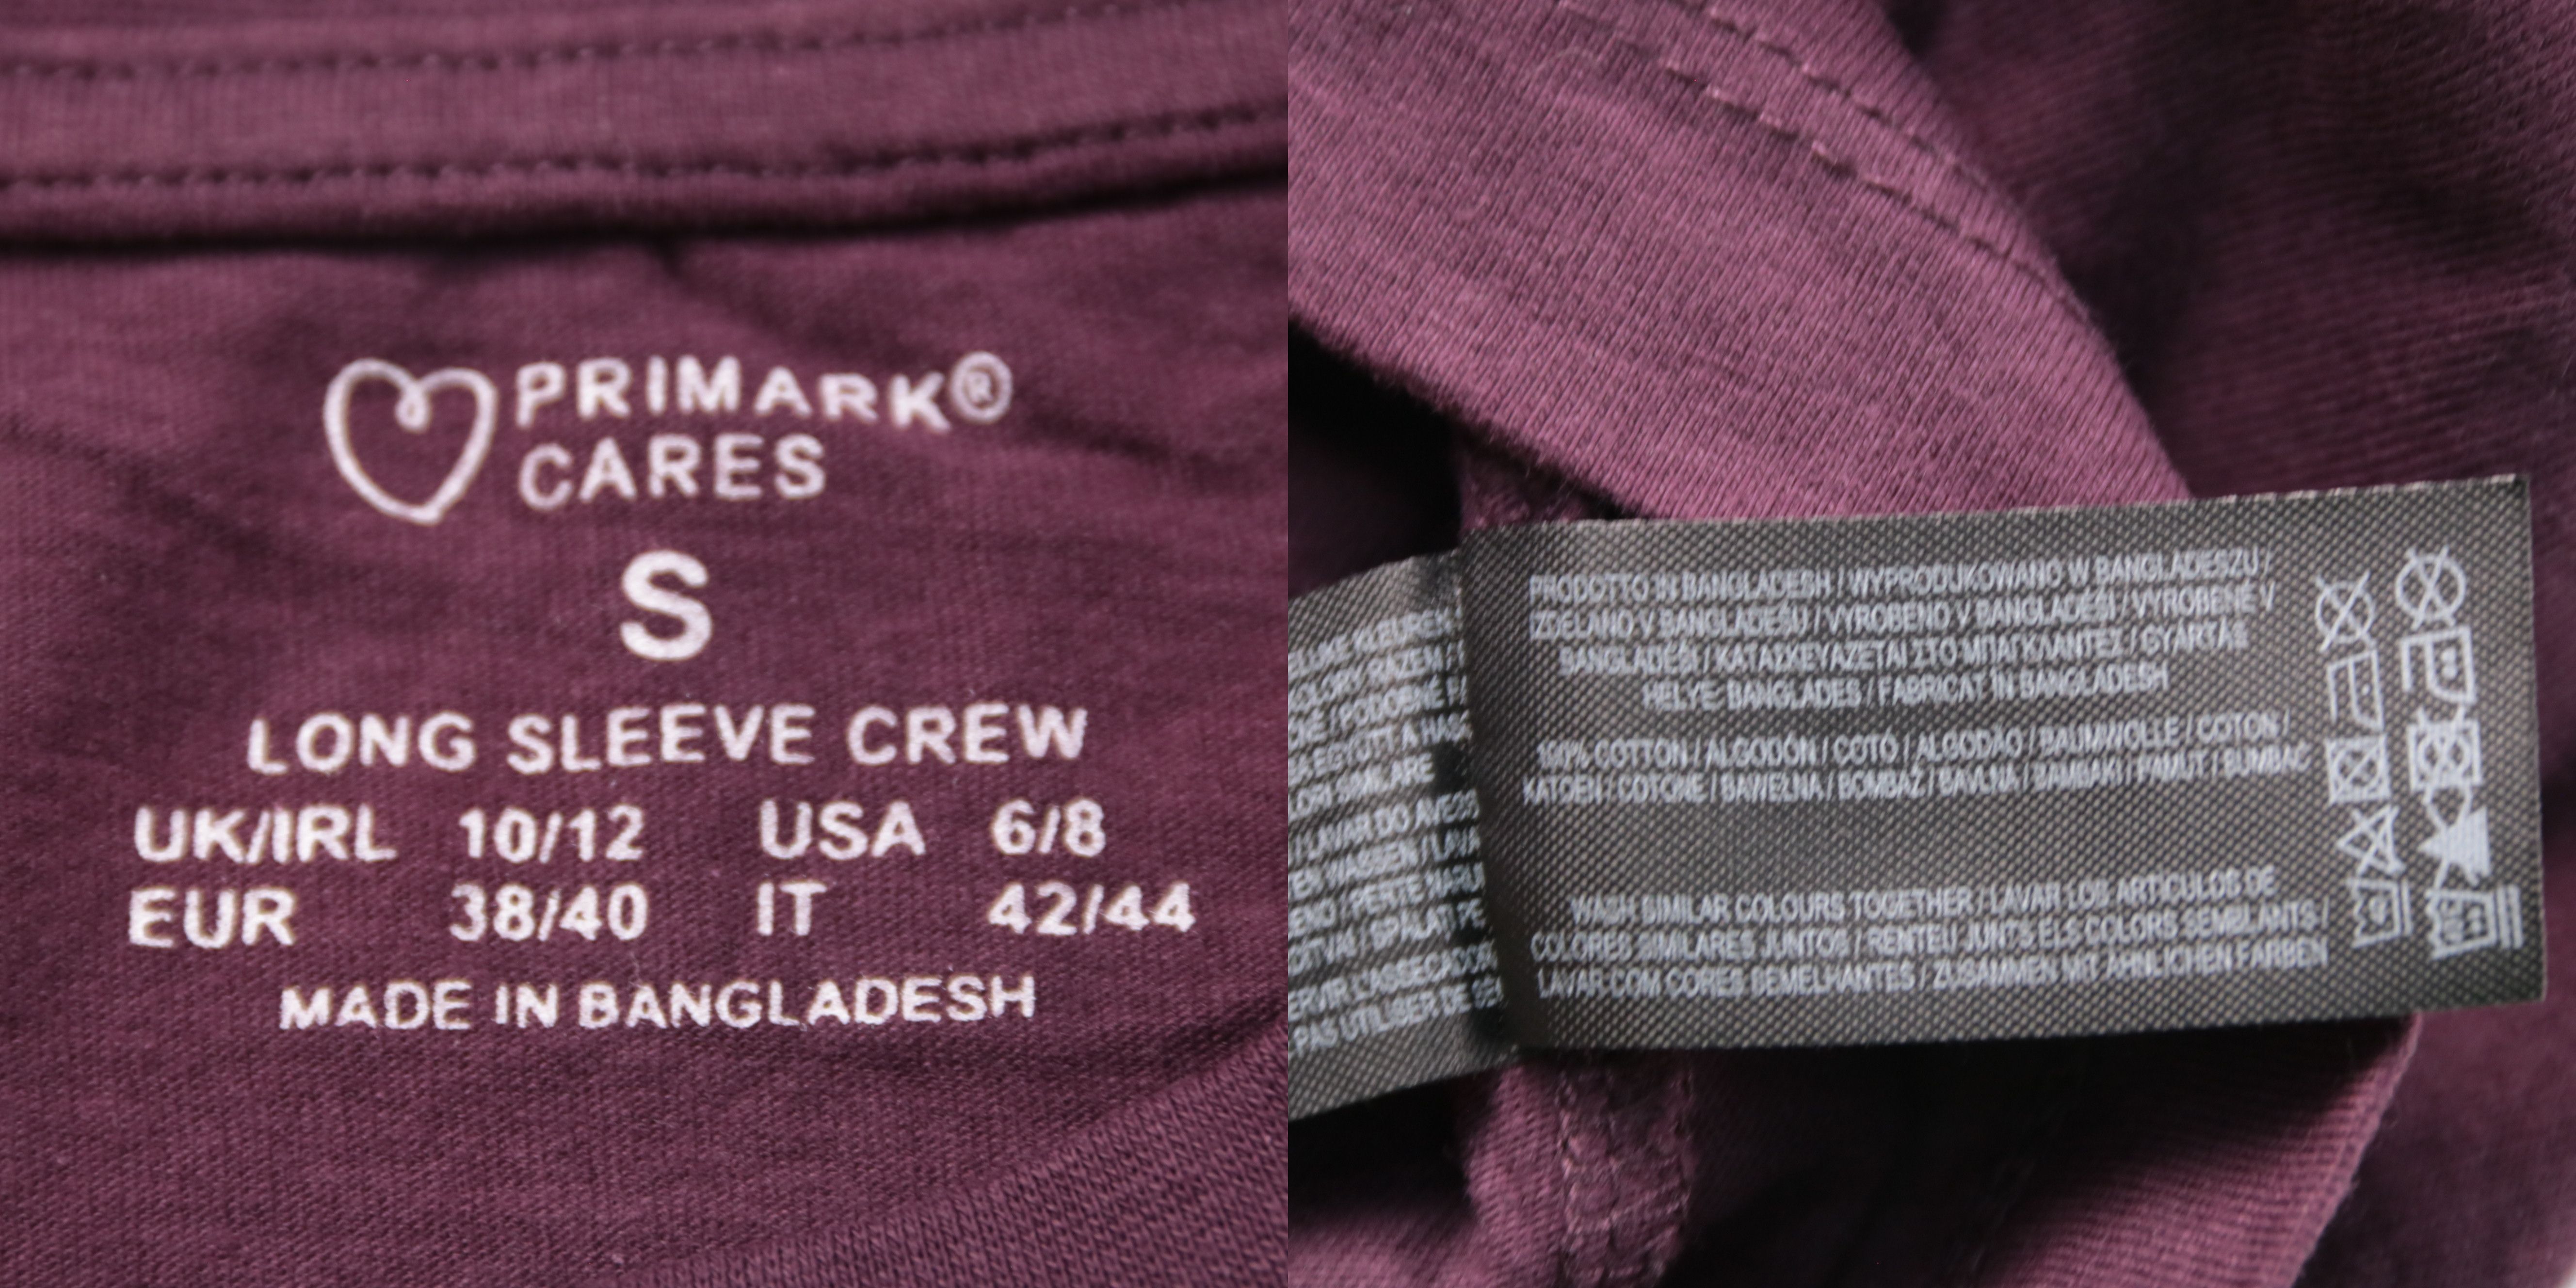 PRIMARK®
CARES
S
LONG SLEEVE CREW
UK/IRL 10/12 USA 6/8
EUR 38/40 IT 42/44
MADE IN BANGLADESH
PRODOTTO IN BANGLADESH / WYPRODUKOWANO W BANGLADESZU /
IZDELANO V BANGLADEŠU / VYROBENO V BANGLADÉŠI / VYROBENÉ V
BANGLADÉŠI / ΚΑΤΑΣΚΕΥΑΖΕΤΑΙ ΣΤΟ ΜΠΑΓΚΛΑΝΤΕΣ / GYÁRTÁS
HELYE: BANGLADES / FABRICAT ÎN BANGLADESH
100% COTTON / ALGODÓN / COTÓ / ALGODÃO / BAUMWOLLE / COTON /
KATOEN / COTONE / BAWEŁNA / BOMBAŽ / BAVLNA / BAMBAKI / PAMUT / BUMBAC
WASH SIMILAR COLOURS TOGETHER / LAVAR LOS ARTICULOS DE
COLORES SIMILARES JUNTOS / RENTEU JUNTS ELS COLORS SEMBLANTS /
LAVAR COM CORES SEMELHANTES / ZUSAMMEN MIT ÄHNLICHEN FARBEN